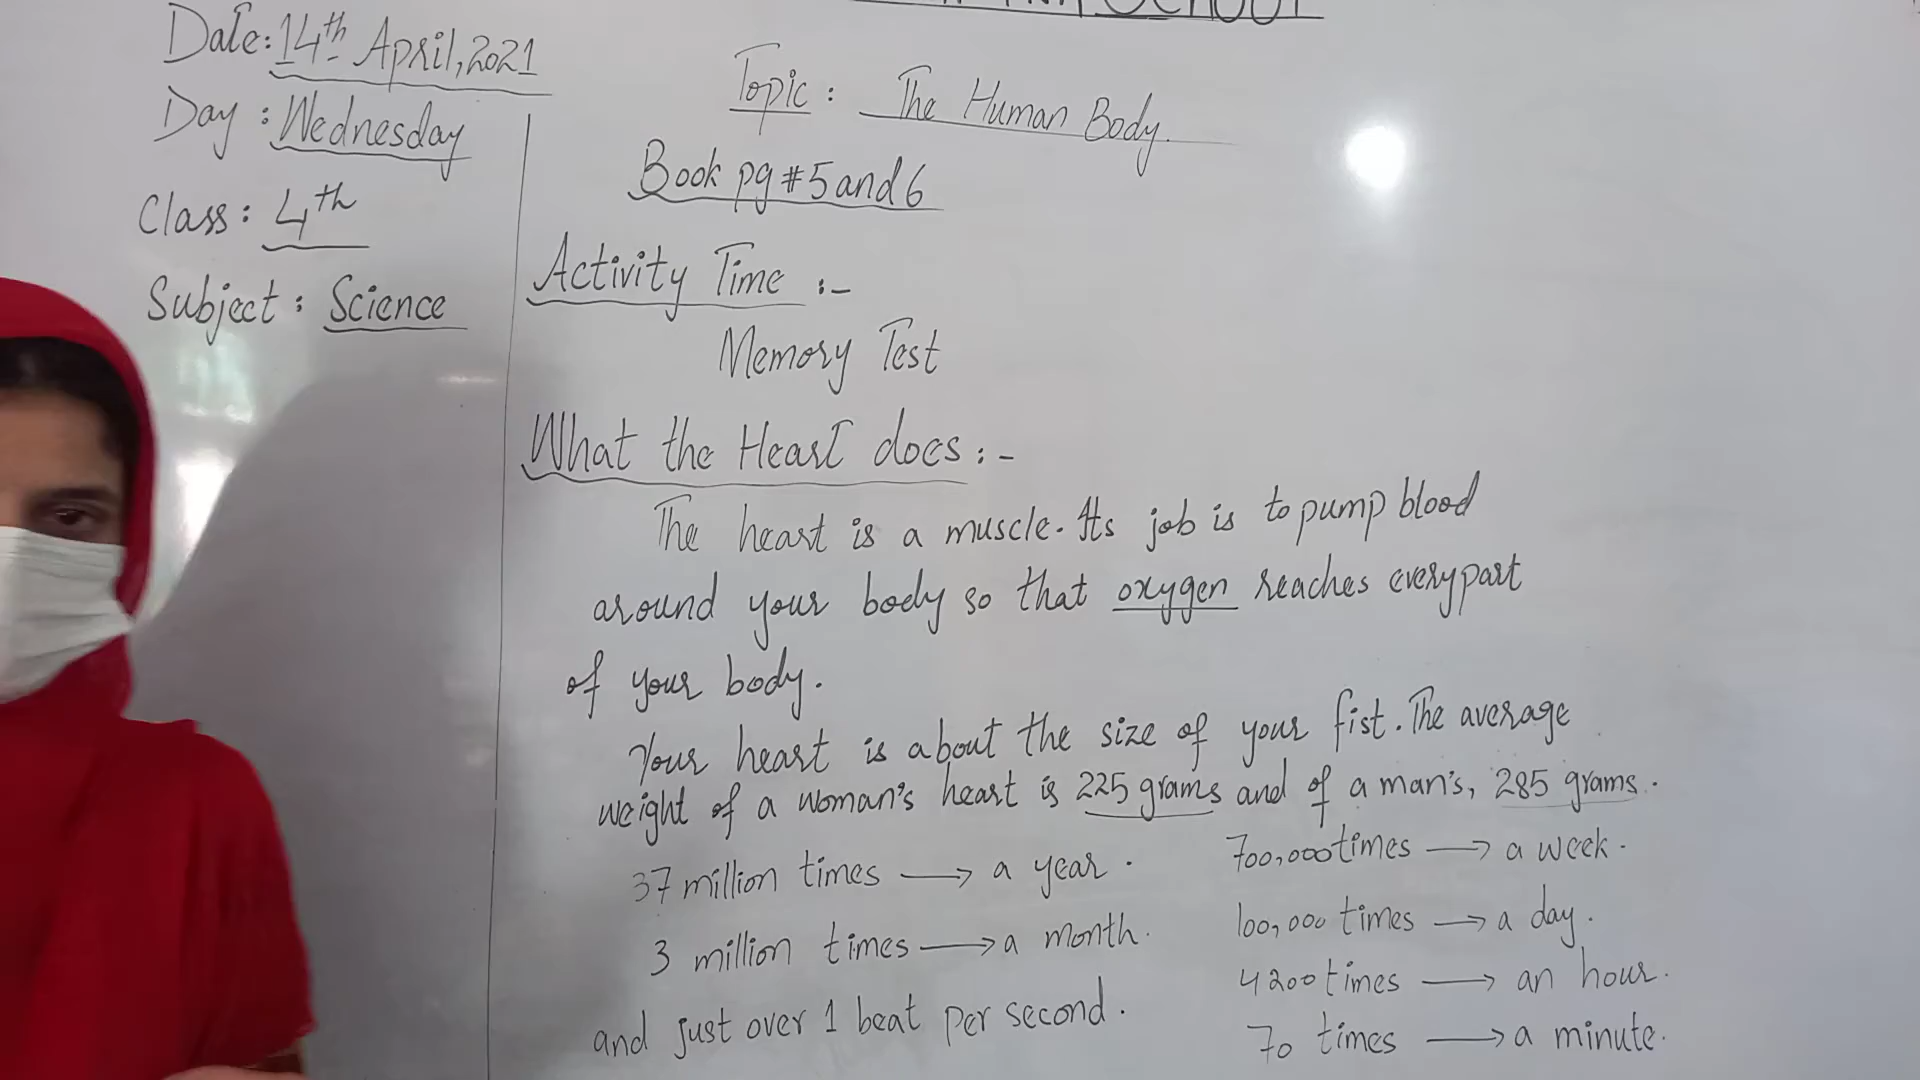 SCHOOL
Date: 14th April, 2021
Day : Wednesday
Class : 4th
Subject : Science
Topic : The Human Body.
Book pg # 5 and 6
Activity Time :-
Memory Test
What the Heart does :-
The heart is a muscle. Its job is to pump blood
around your body so that oxygen reaches every part
of your body.
Your heart is about the size of your fist. The average
weight of a woman's heart is 225 grams and of a man's, 285 grams.
37 million times → a year.
3 million times → a month.
and just over 1 beat per second.
700,000 times → a week.
100,000 times → a day.
4200 times → an hour.
70 times → a minute.